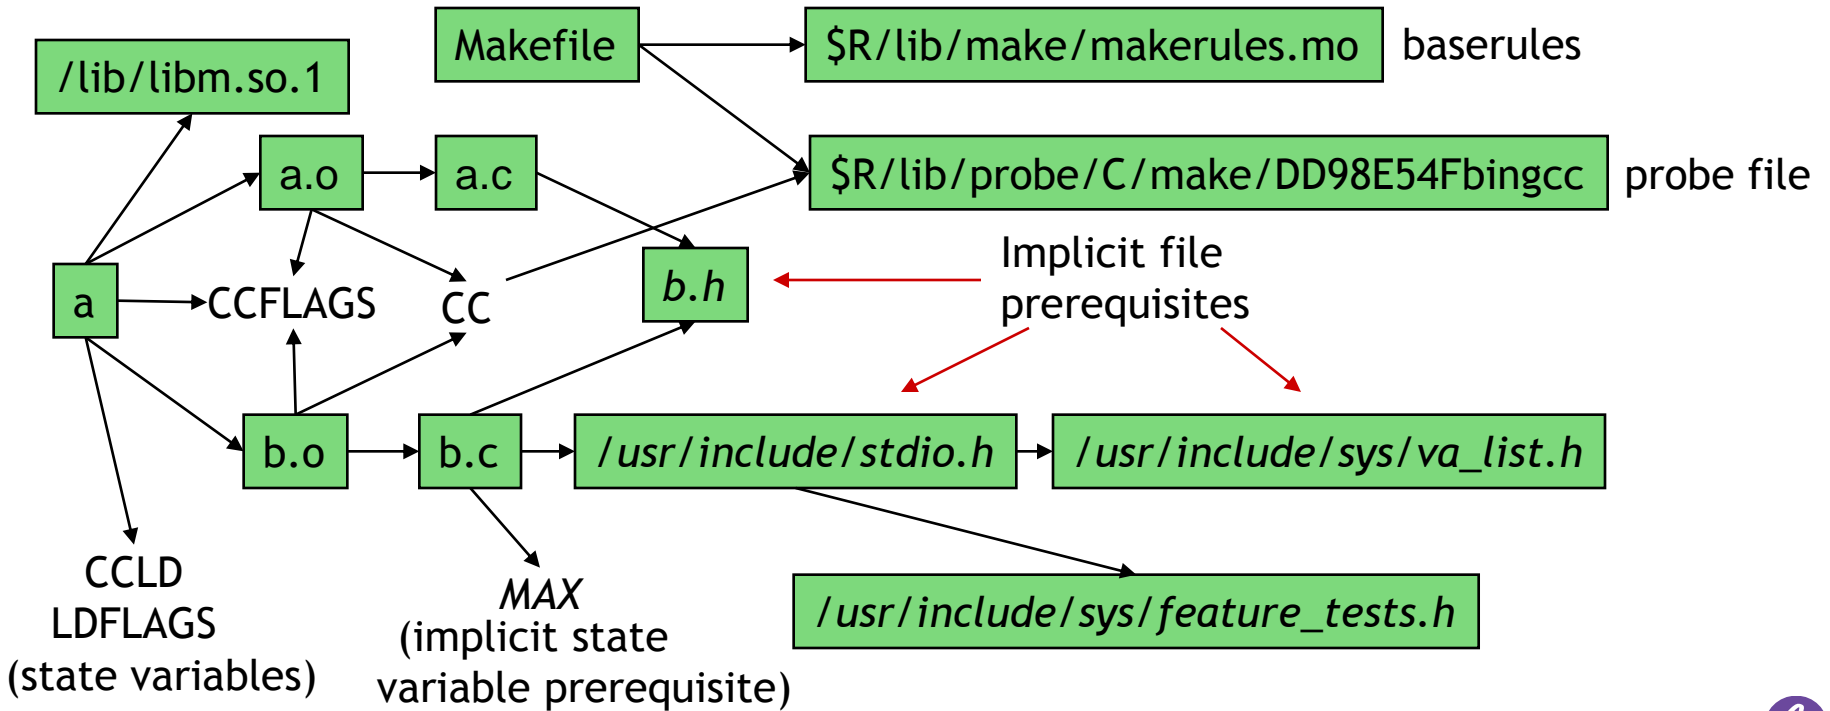 Makefile
$R/lib/make/makerules.mo
baserules
/lib/libm.so.1
a.o
a.c
$R/lib/probe/C/make/DD98E54Fbingcc
probe file
Implicit file
prerequisites
a
CCFLAGS
CC
b.h
b.o
b.c
/usr/include/stdio.h
/usr/include/sys/va_list.h
CCLD
LDFLAGS
(state variables)
MAX
(implicit state
variable prerequisite)
/usr/include/sys/feature_tests.h